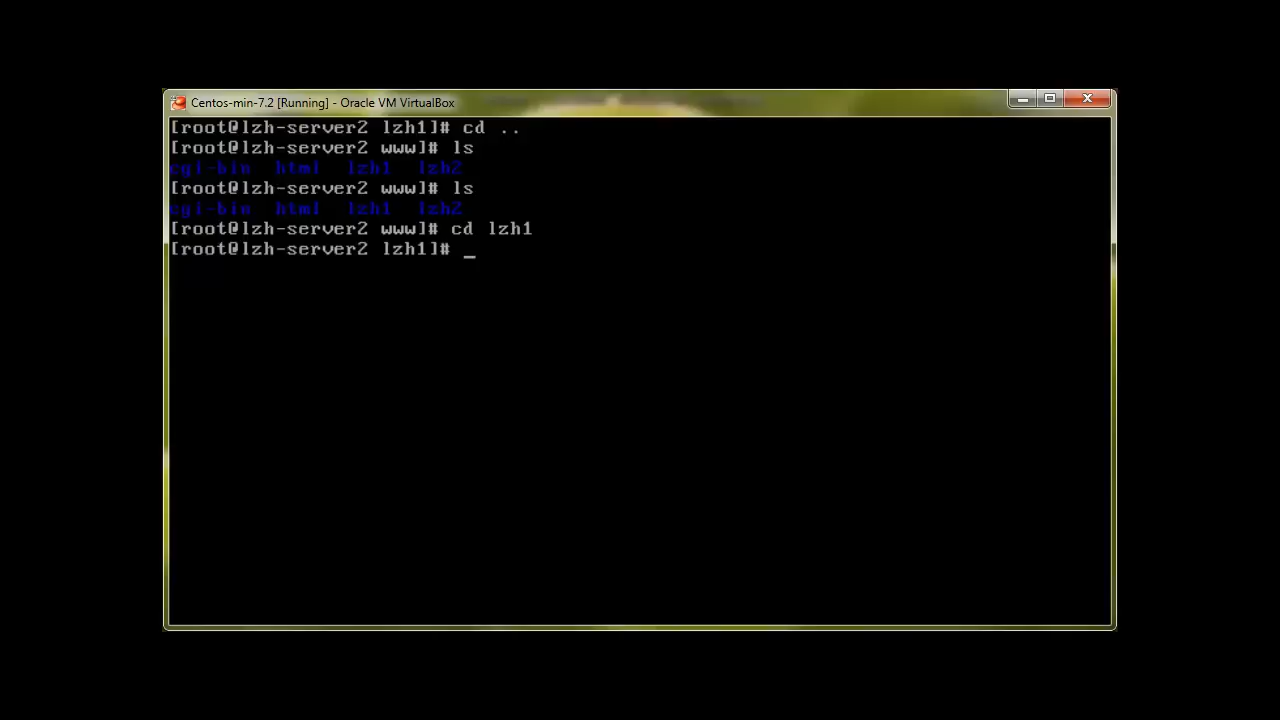 Centos-min-7.2 [Running] - Oracle VM VirtualBox
[root@lzh-server2 lzh1]# cd ..
[root@lzh-server2 www]# ls
cgi-bin  html  lzh1  lzh2
[root@lzh-server2 www]# ls
cgi-bin  html  lzh1  lzh2
[root@lzh-server2 www]# cd lzh1
[root@lzh-server2 lzh1]# _